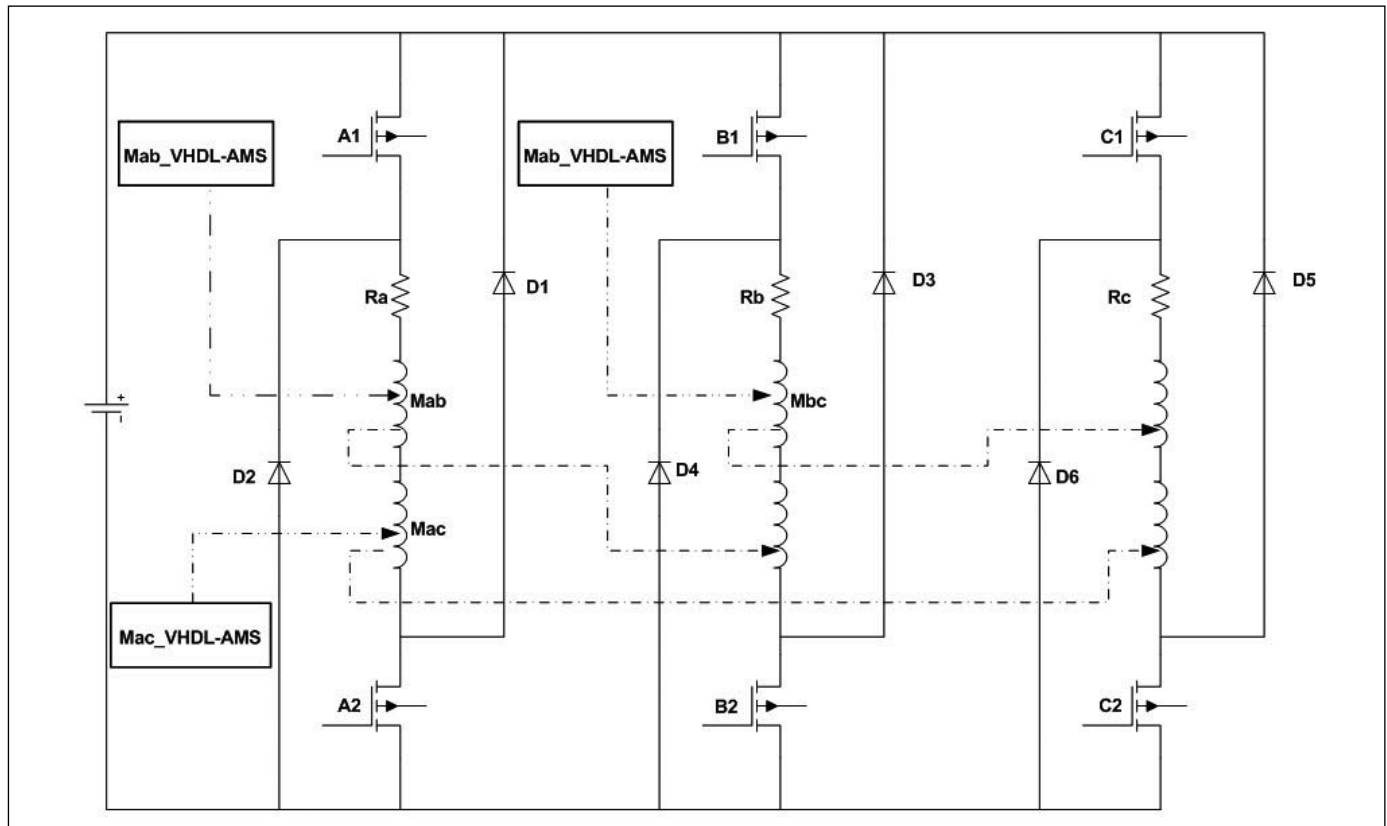 A1
B1
C1
Mab_VHDL-AMS
Mab_VHDL-AMS
D1
D3
D5
Ra
Rb
Rc
+
Mab
Mbc
-
D2
D4
D6
Mac
Mac_VHDL-AMS
A2
B2
C2